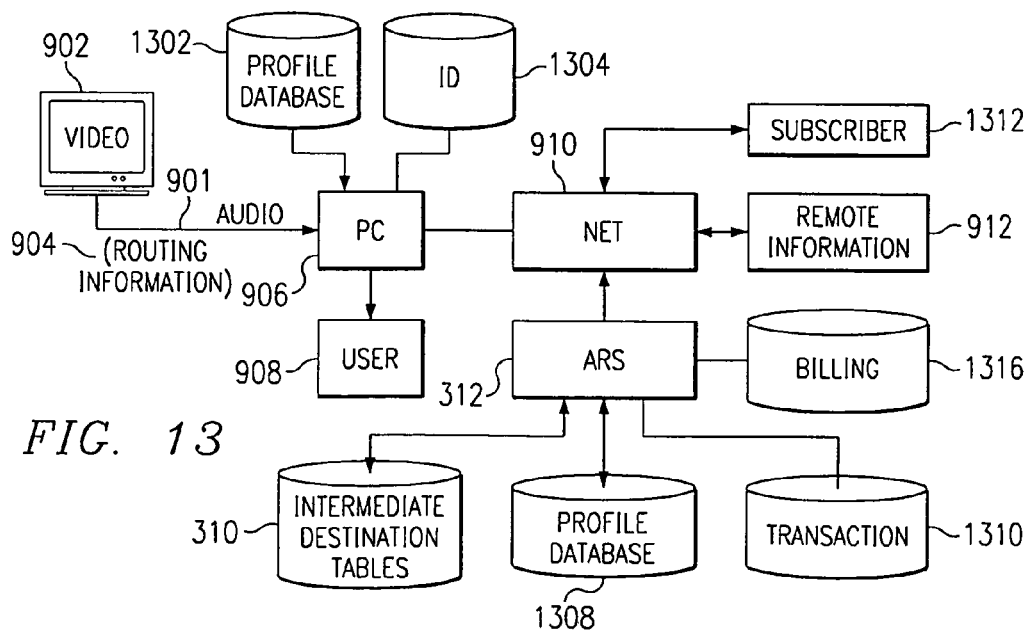 902
1302
PROFILE
DATABASE
ID
1304
VIDEO
SUBSCRIBER
1312
910
901
AUDIO
904
(ROUTING
INFORMATION)
PC
NET
REMOTE
INFORMATION
912
906
USER
908
ARS
312
BILLING
1316
FIG. 13
INTERMEDIATE
DESTINATION
TABLES
310
PROFILE
DATABASE
1308
TRANSACTION
1310